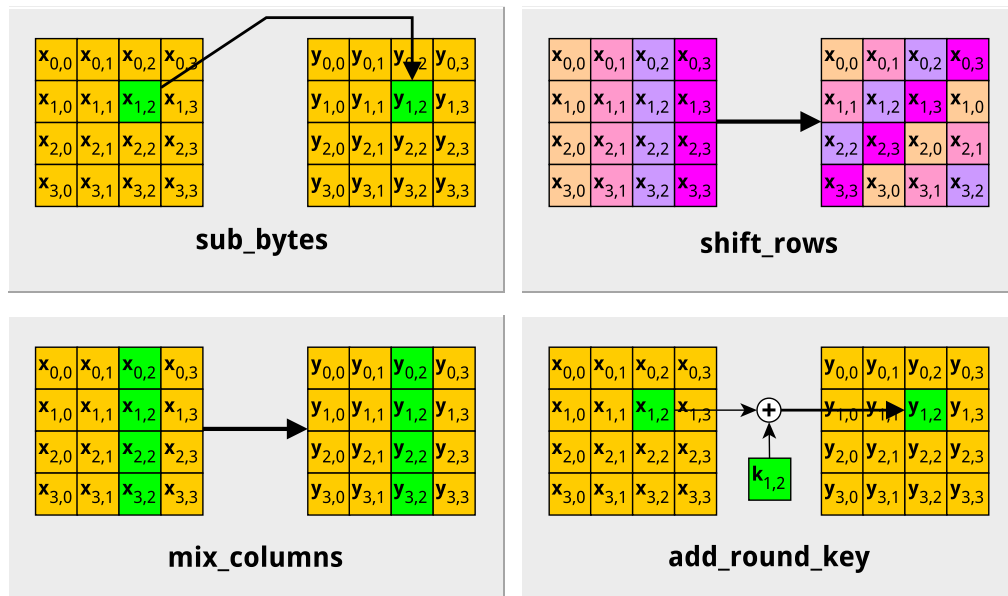 x0,0 x0,1 x0,2 x0,3 y0,0 y0,1 y0,2 y0,3
x1,0 x1,1 x1,2 x1,3 y1,0 y1,1 y1,2 y1,3
x2,0 x2,1 x2,2 x2,3 y2,0 y2,1 y2,2 y2,3
x3,0 x3,1 x3,2 x3,3 y3,0 y3,1 y3,2 y3,3
sub_bytes
x0,0 x0,1 x0,2 x0,3 x0,0 x0,1 x0,2 x0,3
x1,0 x1,1 x1,2 x1,3 x1,1 x1,2 x1,3 x1,0
x2,0 x2,1 x2,2 x2,3 x2,2 x2,3 x2,0 x2,1
x3,0 x3,1 x3,2 x3,3 x3,3 x3,0 x3,1 x3,2
shift_rows
x0,0 x0,1 x0,2 x0,3 y0,0 y0,1 y0,2 y0,3
x1,0 x1,1 x1,2 x1,3 y1,0 y1,1 y1,2 y1,3
x2,0 x2,1 x2,2 x2,3 y2,0 y2,1 y2,2 y2,3
x3,0 x3,1 x3,2 x3,3 y3,0 y3,1 y3,2 y3,3
mix_columns
x0,0 x0,1 x0,2 x0,3 y0,0 y0,1 y0,2 y0,3
x1,0 x1,1 x1,2 x1,3 + y1,0 y1,1 y1,2 y1,3
x2,0 x2,1 x2,2 x2,3 y2,0 y2,1 y2,2 y2,3
x3,0 x3,1 x3,2 x3,3 k1,2 y3,0 y3,1 y3,2 y3,3
add_round_key